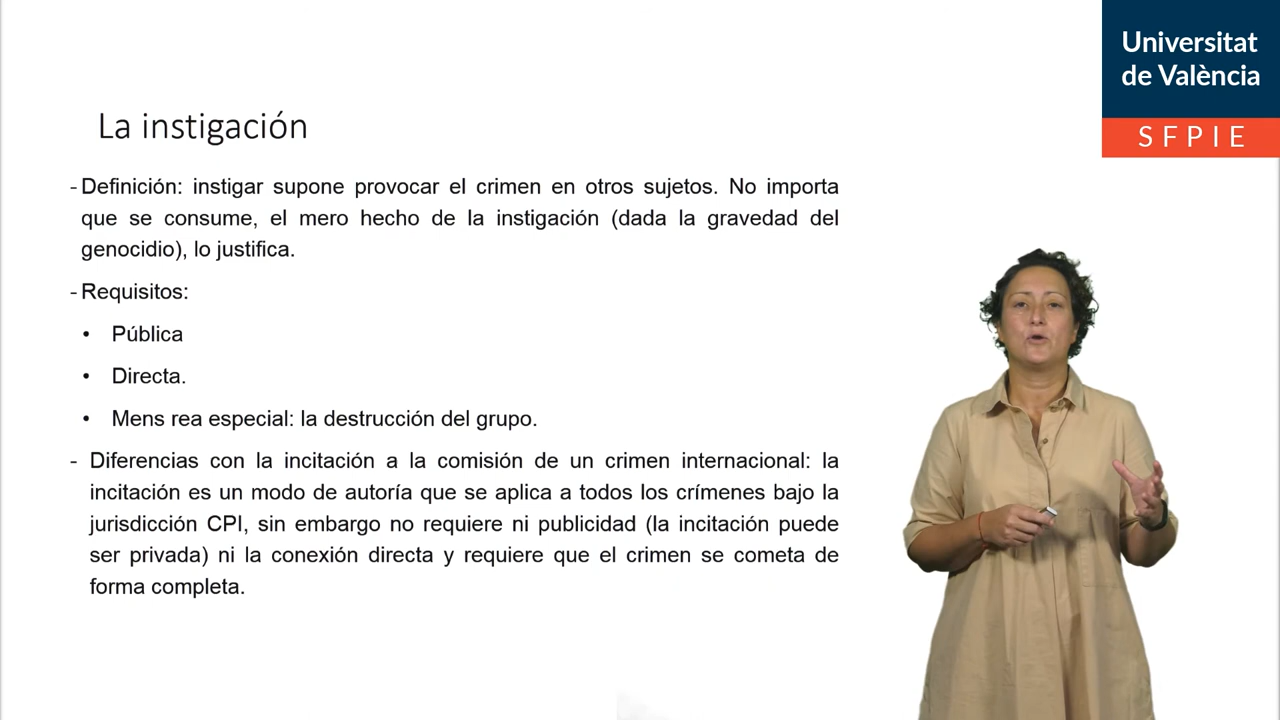 Universitat
de València
SFPIE
La instigación
- Definición: instigar supone provocar el crimen en otros sujetos. No importa
que se consume, el mero hecho de la instigación (dada la gravedad del
genocidio), lo justifica.
- Requisitos:
• Pública
• Directa.
• Mens rea especial: la destrucción del grupo.
- Diferencias con la incitación a la comisión de un crimen internacional: la
incitación es un modo de autoría que se aplica a todos los crímenes bajo la
jurisdicción CPI, sin embargo no requiere ni publicidad (la incitación puede
ser privada) ni la conexión directa y requiere que el crimen se cometa de
forma completa.